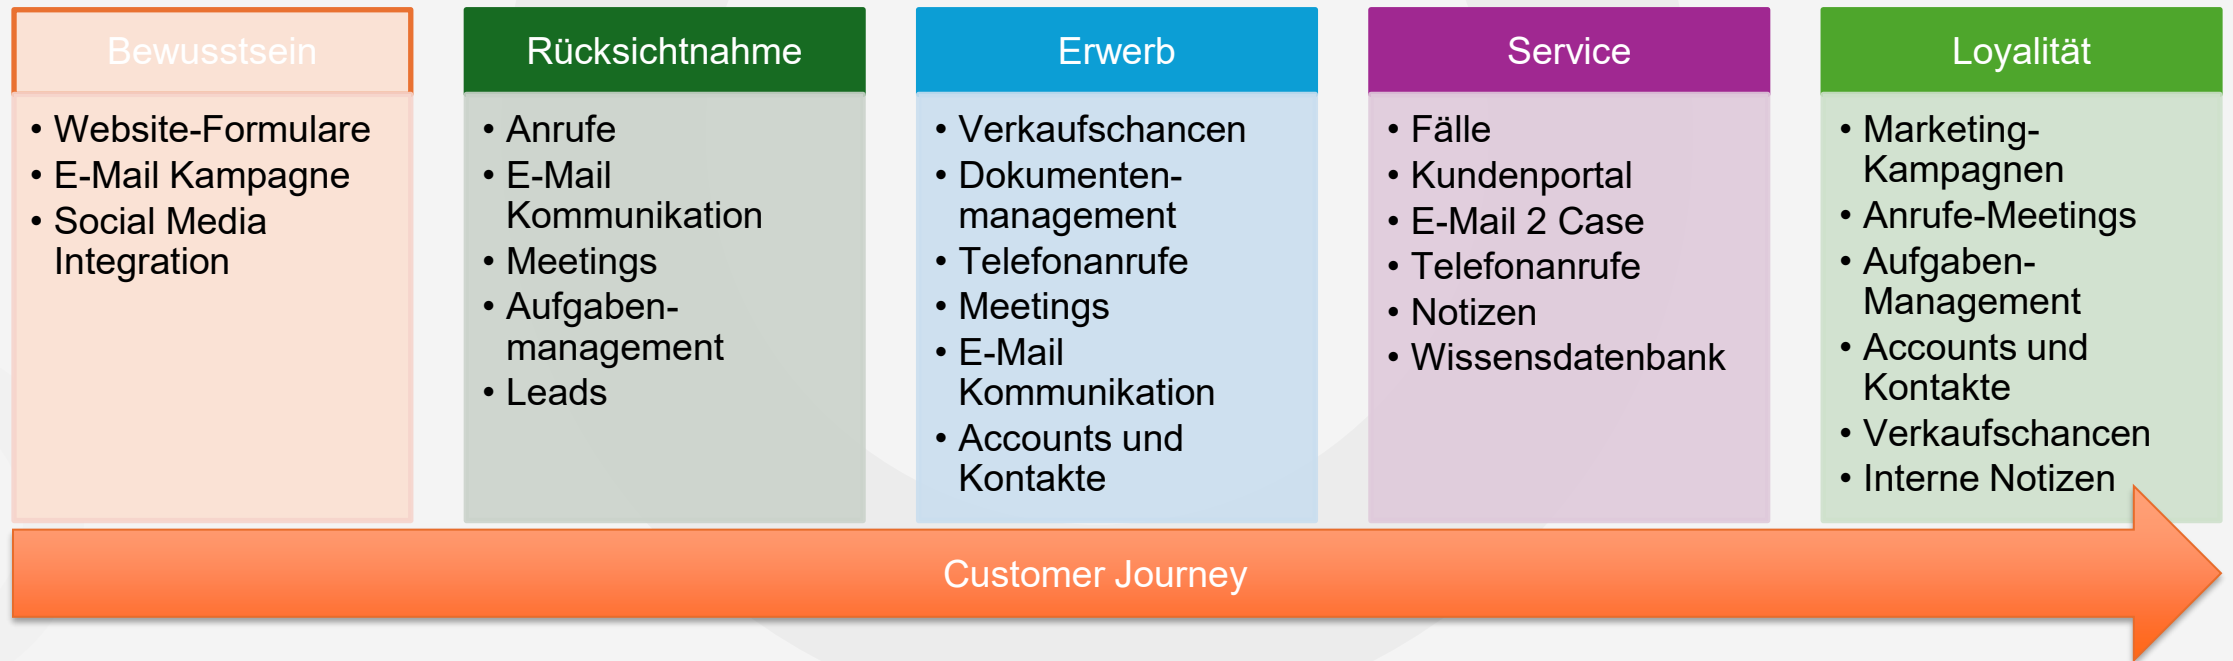 Bewusstsein
• Website-Formulare
• E-Mail Kampagne
• Social Media
Integration
Rücksichtnahme
• Anrufe
• E-Mail
Kommunikation
• Meetings
• Aufgaben-
management
• Leads
Erwerb
• Verkaufschancen
• Dokumenten-
management
• Telefonanrufe
• Meetings
• E-Mail
Kommunikation
• Accounts und
Kontakte
Service
• Fälle
• Kundenportal
• E-Mail 2 Case
• Telefonanrufe
• Notizen
• Wissensdatenbank
Loyalität
• Marketing-
Kampagnen
• Anrufe-Meetings
• Aufgaben-
Management
• Accounts und
Kontakte
• Verkaufschancen
• Interne Notizen
Customer Journey